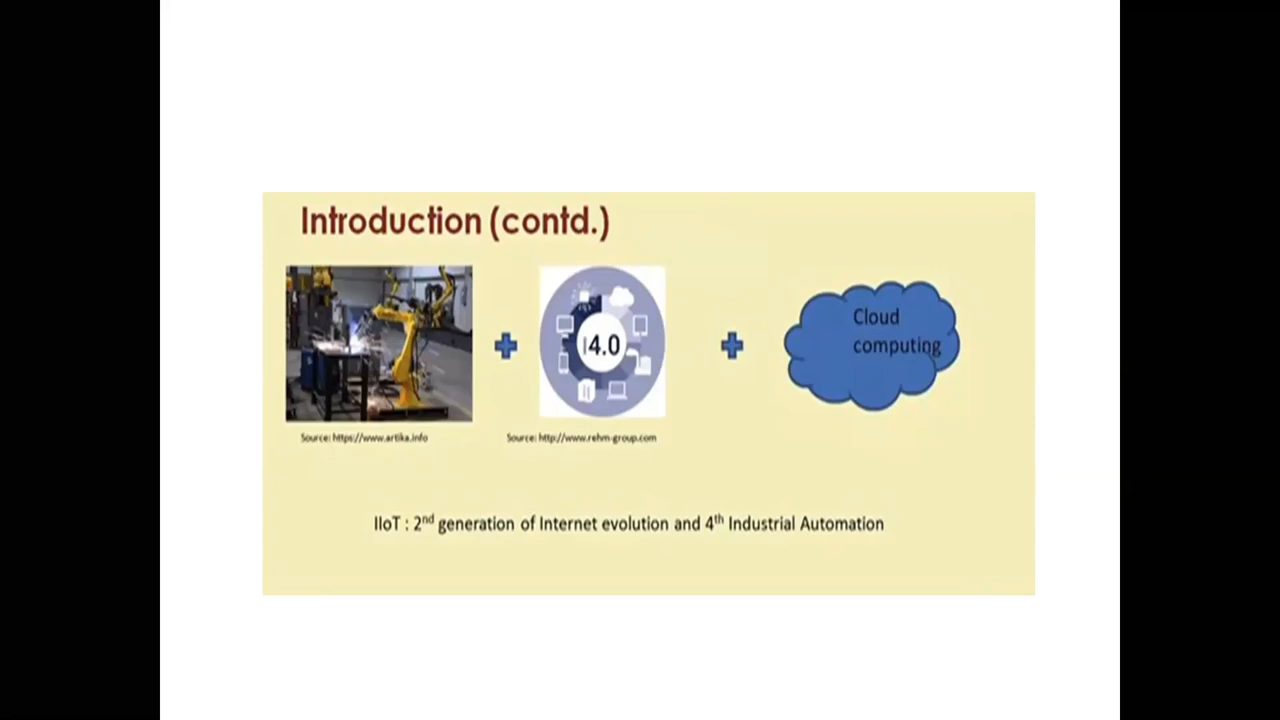 Introduction (contd.)
I4.0
Cloud
computing
Source: https://www.artika.info
Source: http://www.rehm-group.com
IIoT : 2nd generation of Internet evolution and 4th Industrial Automation